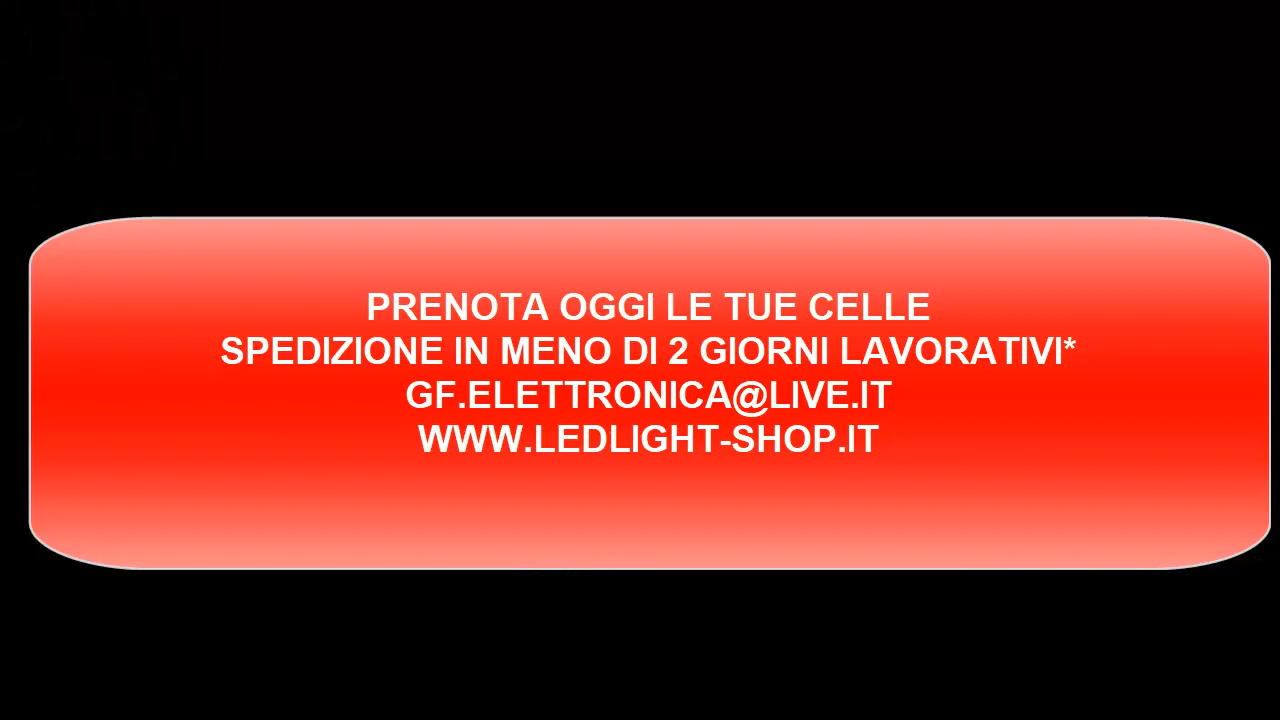 PRENOTA OGGI LE TUE CELLE
SPEDIZIONE IN MENO DI 2 GIORNI LAVORATIVI*
GF.ELETTRONICA@LIVE.IT
WWW.LEDLIGHT-SHOP.IT